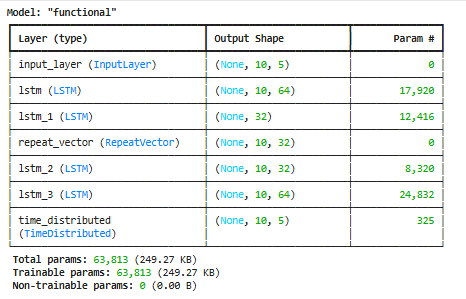 Model: "functional"
Layer (type) Output Shape Param #
input_layer (InputLayer) (None, 10, 5) 0
lstm (LSTM) (None, 10, 64) 17,920
lstm_1 (LSTM) (None, 32) 12,416
repeat_vector (RepeatVector) (None, 10, 32) 0
lstm_2 (LSTM) (None, 10, 32) 8,320
lstm_3 (LSTM) (None, 10, 64) 24,832
time_distributed (None, 10, 5) 325
(TimeDistributed)
Total params: 63,813 (249.27 KB)
Trainable params: 63,813 (249.27 KB)
Non-trainable params: 0 (0.00 B)